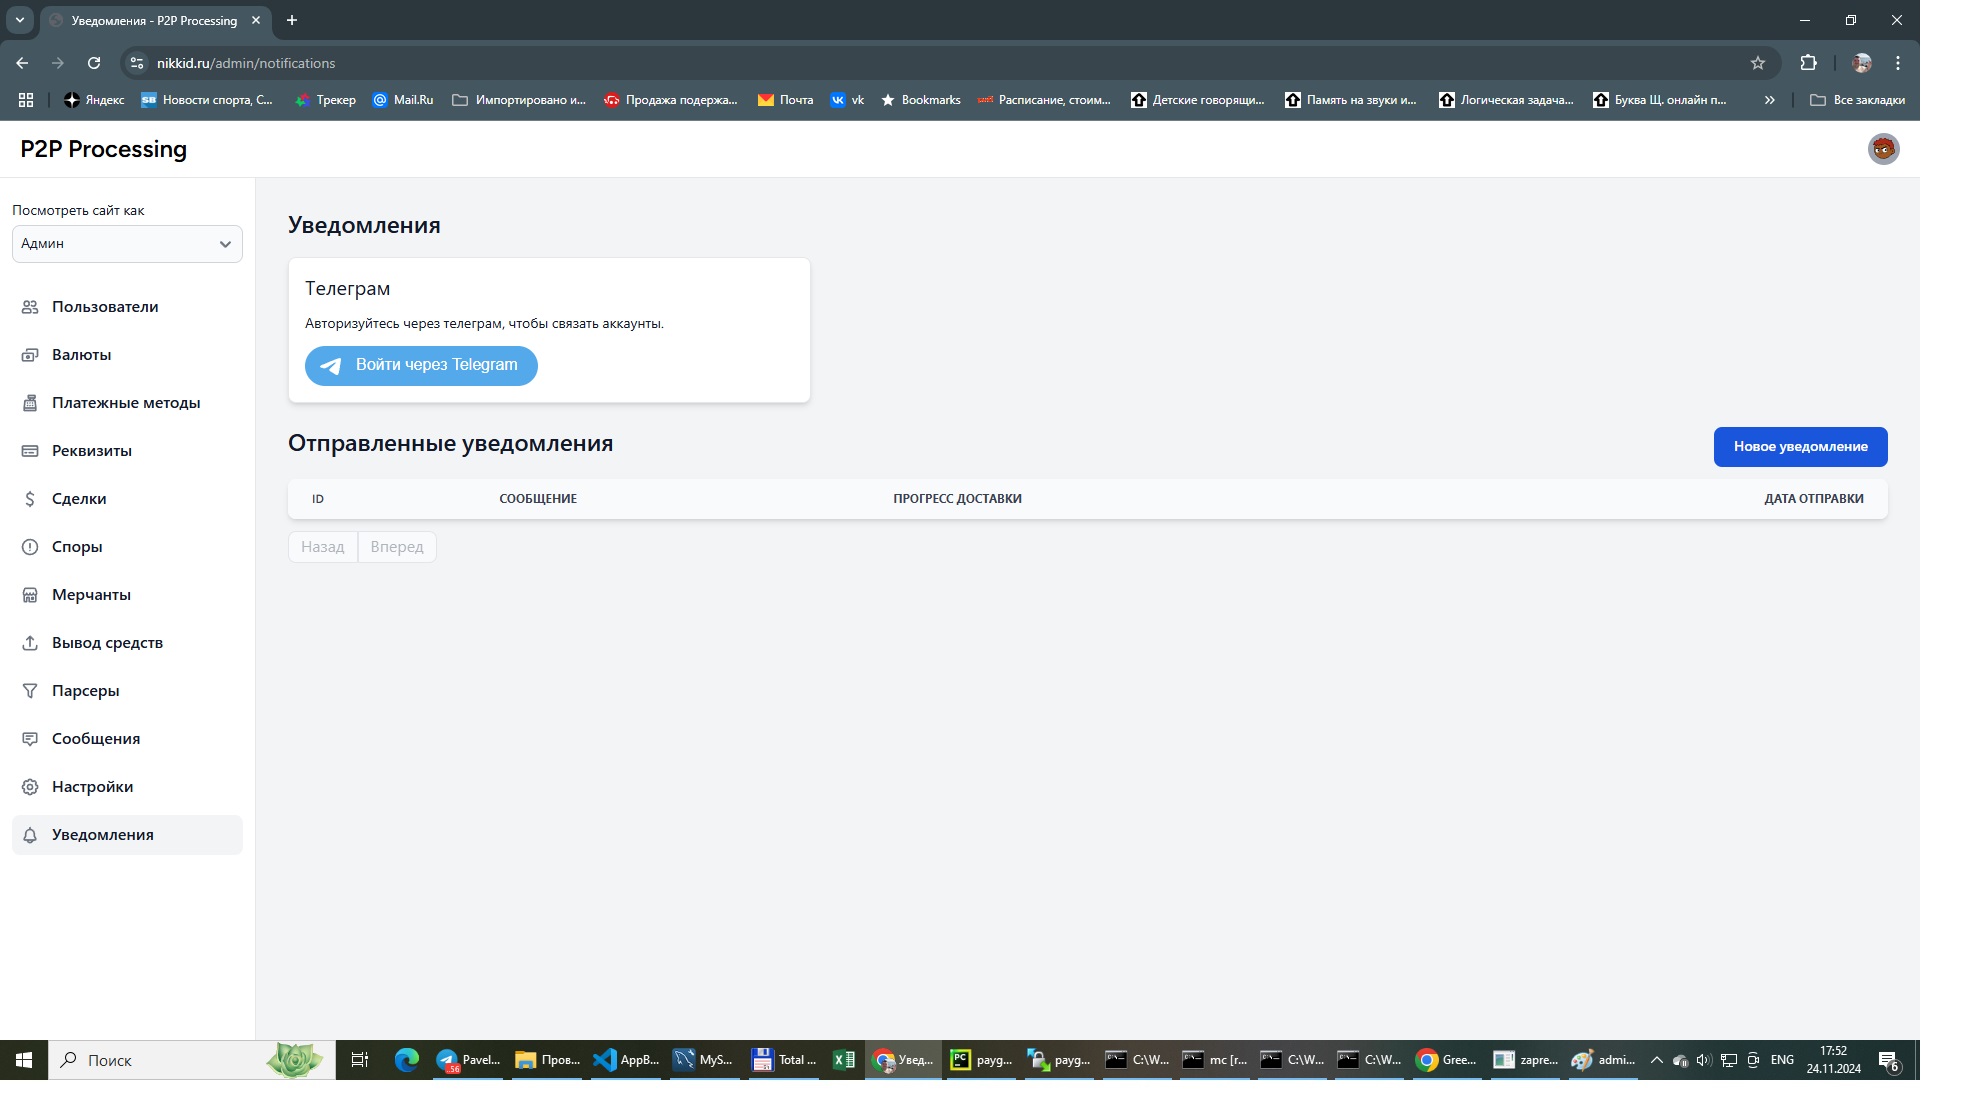 Уведомления - P2P Processing
nikkid.ru/admin/notifications
Яндекс
Новости спорта, С...
Трекер
Mail.Ru
Импортировано и...
Продажа подержа...
Почта
vk
Bookmarks
Расписание, стоим...
Детские говорящи...
Память на звуки и...
Логическая задача...
Буква Щ. онлайн п...
Все закладки
P2P Processing
Посмотреть сайт как
Админ
Пользователи
Валюты
Платежные методы
Реквизиты
Сделки
Споры
Мерчанты
Вывод средств
Парсеры
Сообщения
Настройки
Уведомления
Уведомления
Телеграм
Авторизуйтесь через телеграм, чтобы связать аккаунты.
Войти через Telegram
Отправленные уведомления
Новое уведомление
ID СООБЩЕНИЕ ПРОГРЕСС ДОСТАВКИ ДАТА ОТПРАВКИ
Назад Вперед
Поиск
Pavel...
.56
Пров...
AppB...
MyS...
Total ...
Увед...
payg...
payg...
C:\W...
mc [r...
C:\W...
C:\W...
Gree...
zapre...
admi...
ENG
17:52
24.11.2024
6